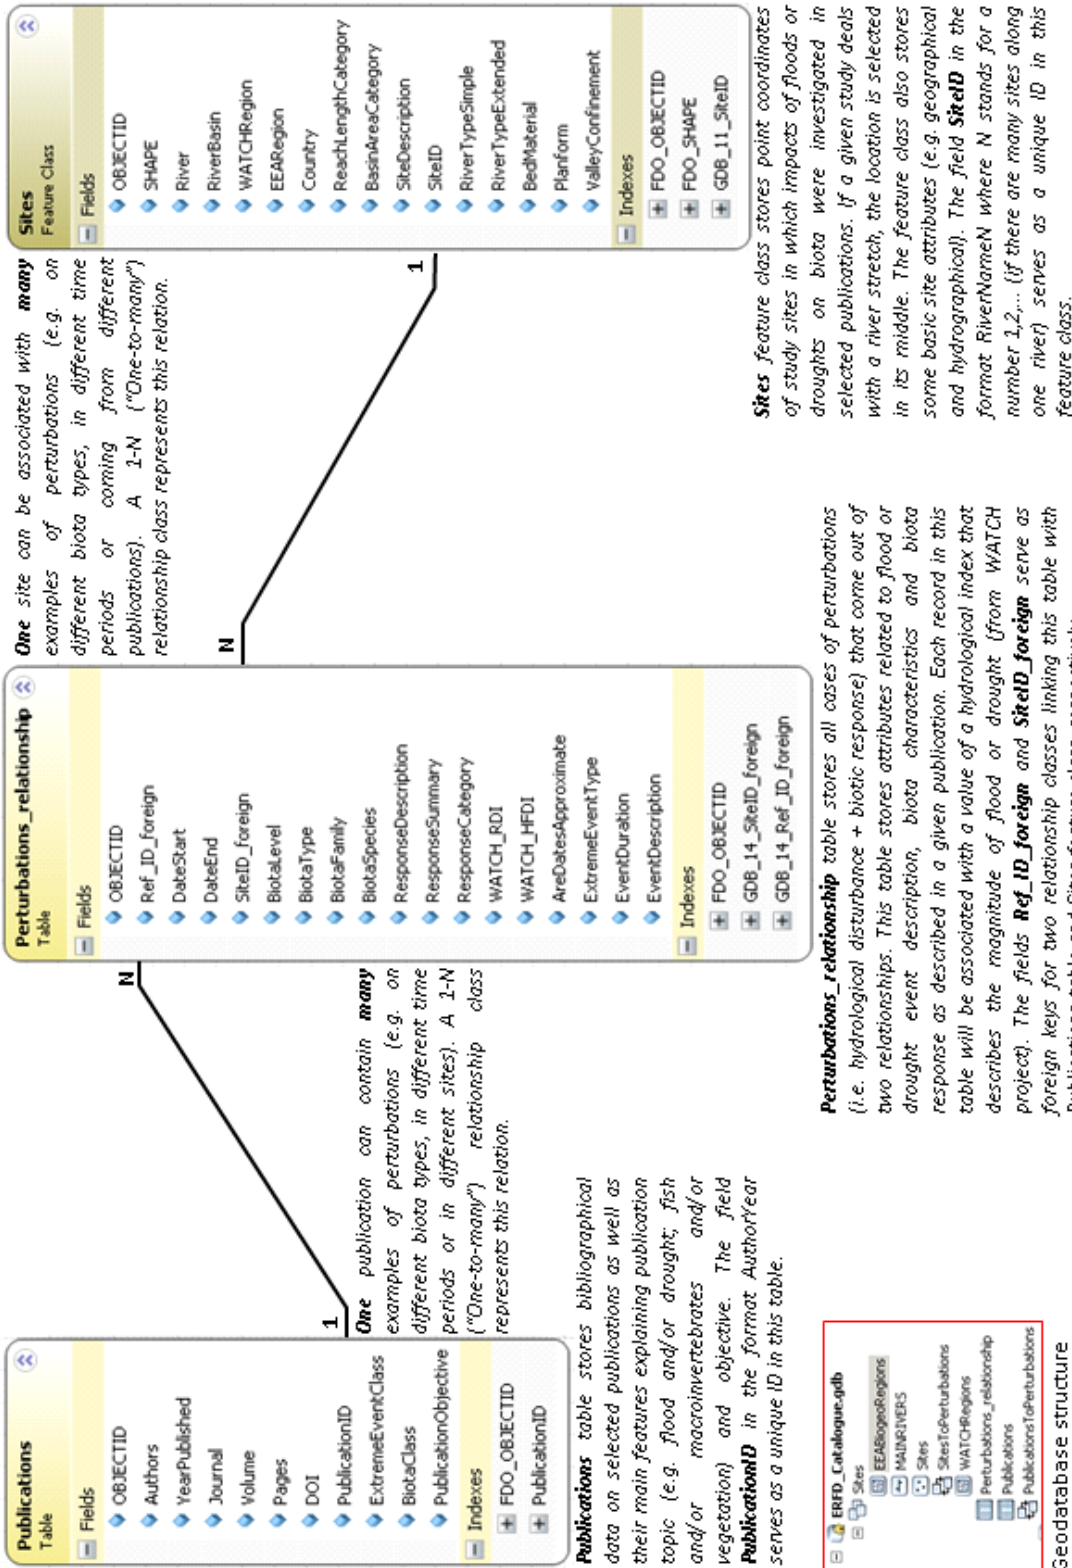 Publications
Table
Fields
OBJECTID
Authors
YearPublished
Journal
Volume
Pages
DOI
PublicationID
ExtremeEventClass
BiotaClass
PublicationObjective
Indexes
FDO_OBJECTID
PublicationID
1
N
One publication can contain many
examples of perturbations (e.g. on
different biota types, in different time
periods or in different sites). A 1-N
("One-to-many") relationship class
represents this relation.
Publications table stores bibliographical
data on selected publications as well as
their main features explaining publication
topic (e.g. flood and/or drought; fish
and/or macroinvertebrates and/or
vegetation) and objective. The field
PublicationID in the format AuthorYear
serves as a unique ID in this table.
Perturbations_relationship
Table
Fields
OBJECTID
Ref_ID_foreign
DateStart
DateEnd
SiteID_foreign
BiotaLevel
BiotaType
BiotaFamily
BiotaSpecies
ResponseDescription
ResponseSummary
ResponseCategory
WATCH_RDI
WATCH_HFDI
AreDatesApproximate
ExtremeEventType
EventDuration
EventDescription
Indexes
FDO_OBJECTID
GDB_14_SiteID_foreign
GDB_14_Ref_ID_foreign
N
1
One site can be associated with many
examples of perturbations (e.g. on
different biota types, in different time
periods or coming from different
publications). A 1-N ("One-to-many")
relationship class represents this relation.
Sites
Feature Class
Fields
OBJECTID
SHAPE
River
RiverBasin
WATCHRegion
EEARegion
Country
ReachLengthCategory
BasinAreaCategory
SiteDescription
SiteID
RiverTypeSimple
RiverTypeExtended
BedMaterial
Planform
ValleyConfinement
Indexes
FDO_OBJECTID
FDO_SHAPE
GDB_11_SiteID
Perturbations_relationship table stores all cases of perturbations
(i.e. hydrological disturbance + biotic response) that come out of
two relationships. This table stores attributes related to flood or
drought event description, biota characteristics and biota
response as described in a given publication. Each record in this
table will be associated with a value of a hydrological index that
describes the magnitude of flood or drought (from WATCH
project). The fields Ref_ID_foreign and SiteID_foreign serve as
foreign keys for two relationship classes linking this table with
Publications table and Sites feature class, respectively.
Sites feature class stores point coordinates
of study sites in which impacts of floods or
droughts on biota were investigated in
selected publications. If a given study deals
with a river stretch, the location is selected
in its middle. The feature class also stores
some basic site attributes (e.g. geographical
and hydrographical). The field SiteID in the
format RiverNameN where N stands for a
number 1,2,... (if there are many sites along
one river) serves as a unique ID in this
feature class.
ERFD_Catalogue.gdb
Sites
EEABiogeoRegions
MAINRIVERS
Sites
SitesToPerturbations
WATCHRegions
Perturbations_relationship
Publications
PublicationsToPerturbations
Geodatabase structure